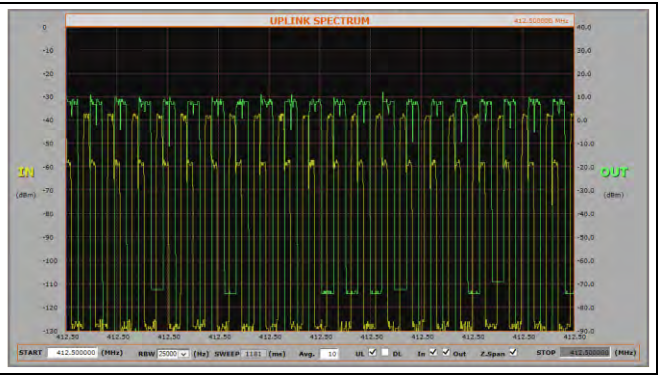 UPLINK SPECTRUM
412.500005 MHz
0 40.0
-10 30.0
-20 20.0
-30 10.0
-40 0.0
-50 -10.0
IN -60 -20.0 OUT
(dBm) -70 -30.0 (dBm)
-80 -40.0
-90 -50.0
-100 -60.0
-110 -70.0
-120 -80.0
-130 -90.0
412.50 412.50 412.50 412.50 412.50 412.50 412.50 412.50 412.50 412.50 412.50
START 412.500000 (MHz) RBW 25000 (Hz) SWEEP 1181 (ms) Avg. 10 UL DL In Out Z.Span STOP 412.500000 (MHz)